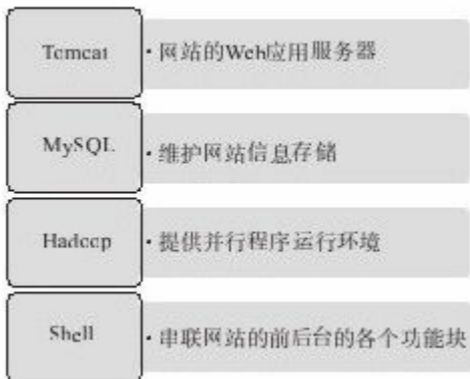 Tomcat
· 网站的Web应用服务器
MySQL
· 维护网站信息存储
Hadoop
· 提供并行程序运行环境
Shell
· 串联网站的前后台的各个功能块